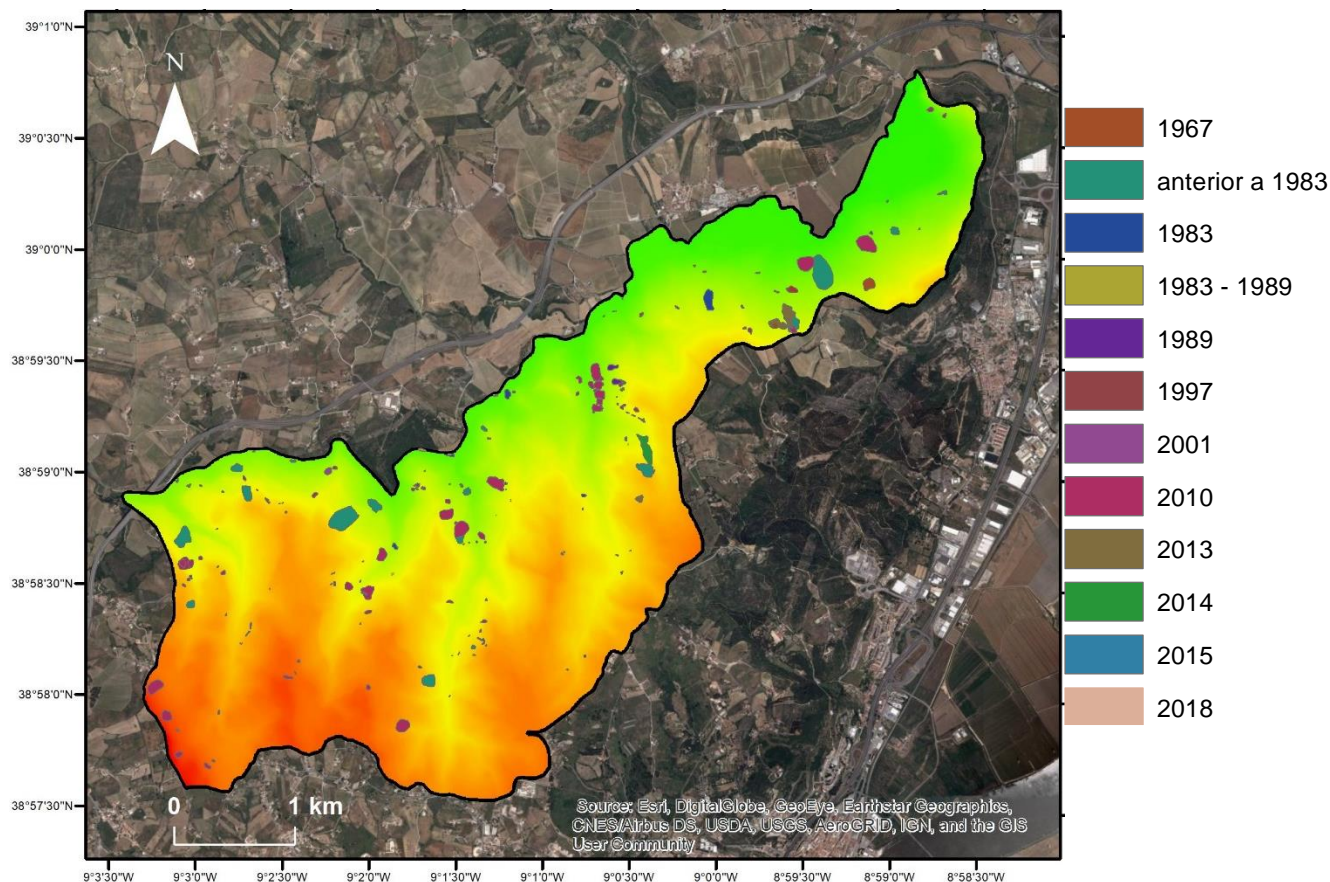 39°1'0"N
39°0'30"N
39°0'0"N
38°59'30"N
38°59'0"N
38°58'30"N
38°58'0"N
38°57'30"N
N
0 1 km
Source: Esri, DigitalGlobe, GeoEye, Earthstar Geographics,
CNES/Airbus DS, USDA, USGS, AeroGRID, IGN, and the GIS
User Community
9°3'30"W 9°3'0"W 9°2'30"W 9°2'0"W 9°1'30"W 9°1'0"W 9°0'30"W 9°0'0"W 8°59'30"W 8°59'0"W 8°58'30"W
1967
anterior a 1983
1983
1983 - 1989
1989
1997
2001
2010
2013
2014
2015
2018